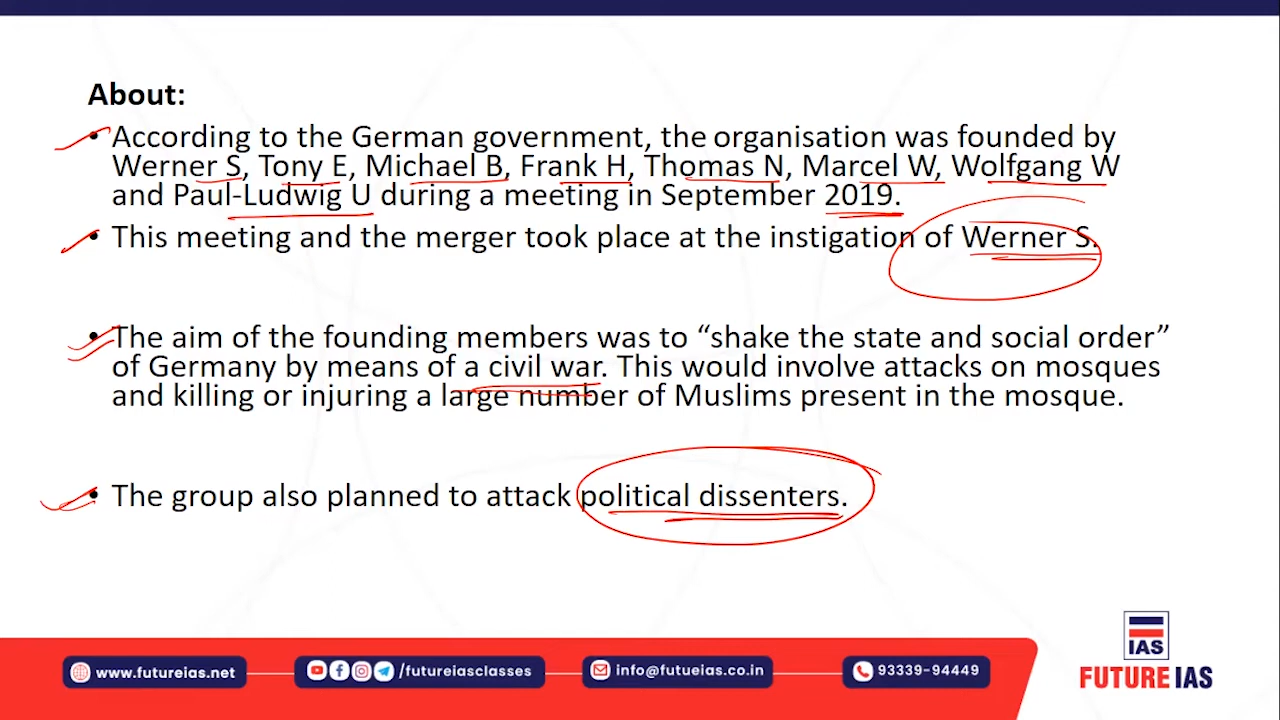 About:
• According to the German government, the organisation was founded by
Werner S, Tony E, Michael B, Frank H, Thomas N, Marcel W, Wolfgang W
and Paul-Ludwig U during a meeting in September 2019.
• This meeting and the merger took place at the instigation of Werner S.
• The aim of the founding members was to “shake the state and social order”
of Germany by means of a civil war. This would involve attacks on mosques
and killing or injuring a large number of Muslims present in the mosque.
• The group also planned to attack political dissenters.
IAS
www.futureias.net
/futureiasclasses
info@futueias.co.in
93339-94449
FUTURE IAS